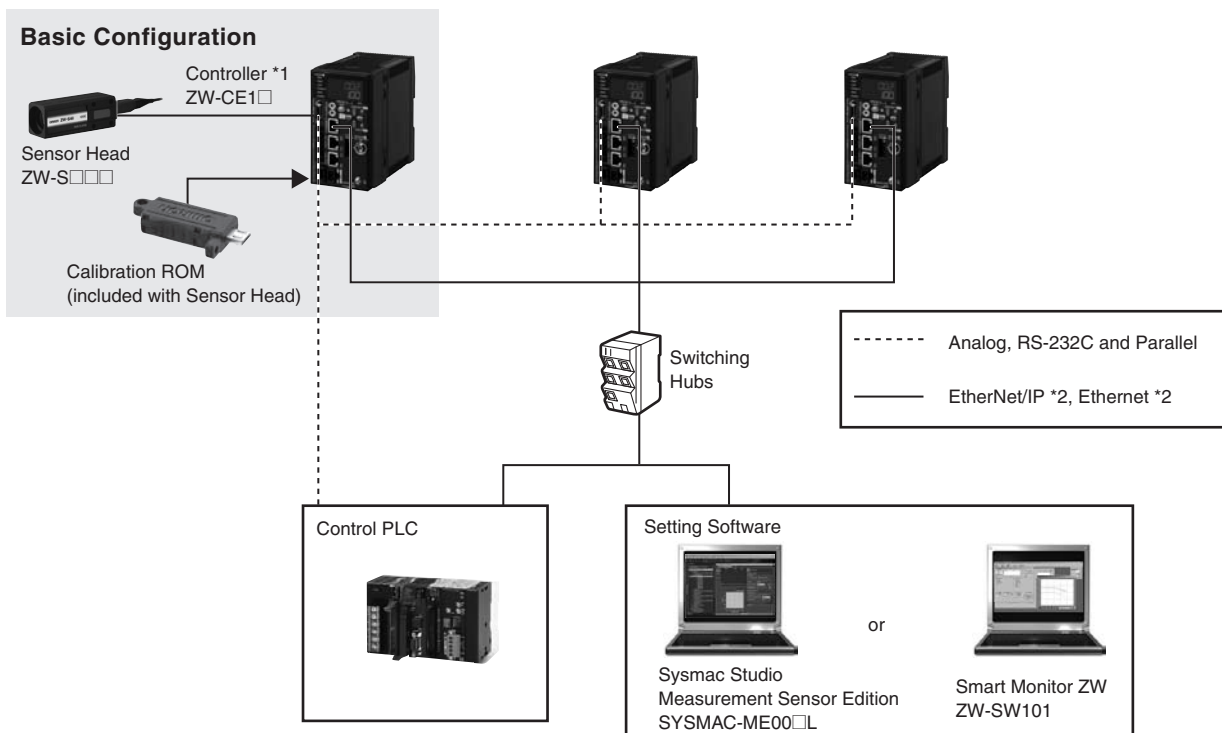 Basic Configuration
Controller *1
ZW-CE1□
Sensor Head
ZW-S□□□
Calibration ROM
(included with Sensor Head)
Switching
Hubs
Analog, RS-232C and Parallel
EtherNet/IP *2, Ethernet *2
Control PLC
Setting Software
or
Sysmac Studio
Measurement Sensor Edition
SYSMAC-ME00□L
Smart Monitor ZW
ZW-SW101